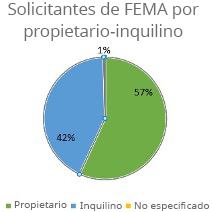 Solicitantes de FEMA por
propietario-inquilino
1%
57%
42%
Propietario Inquilino No especificado